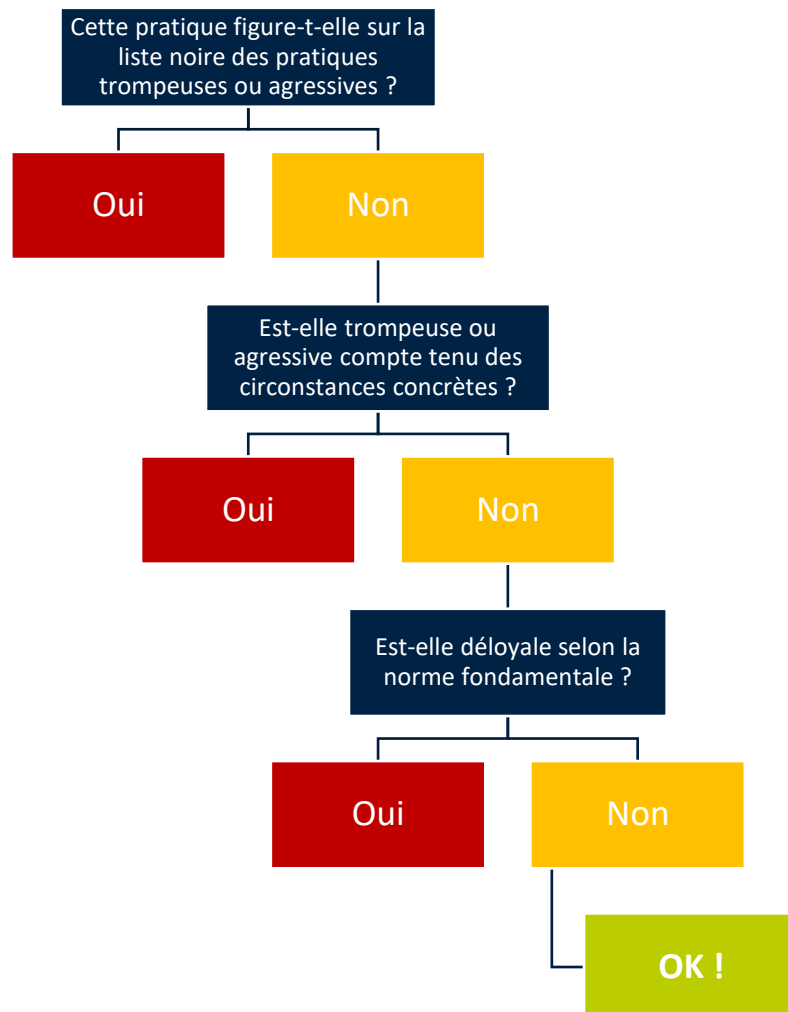 Cette pratique figure-t-elle sur la
liste noire des pratiques
trompeuses ou agressives ?
Oui
Non
Est-elle trompeuse ou
agressive compte tenu des
circonstances concrètes ?
Oui
Non
Est-elle déloyale selon la
norme fondamentale ?
Oui
Non
OK !